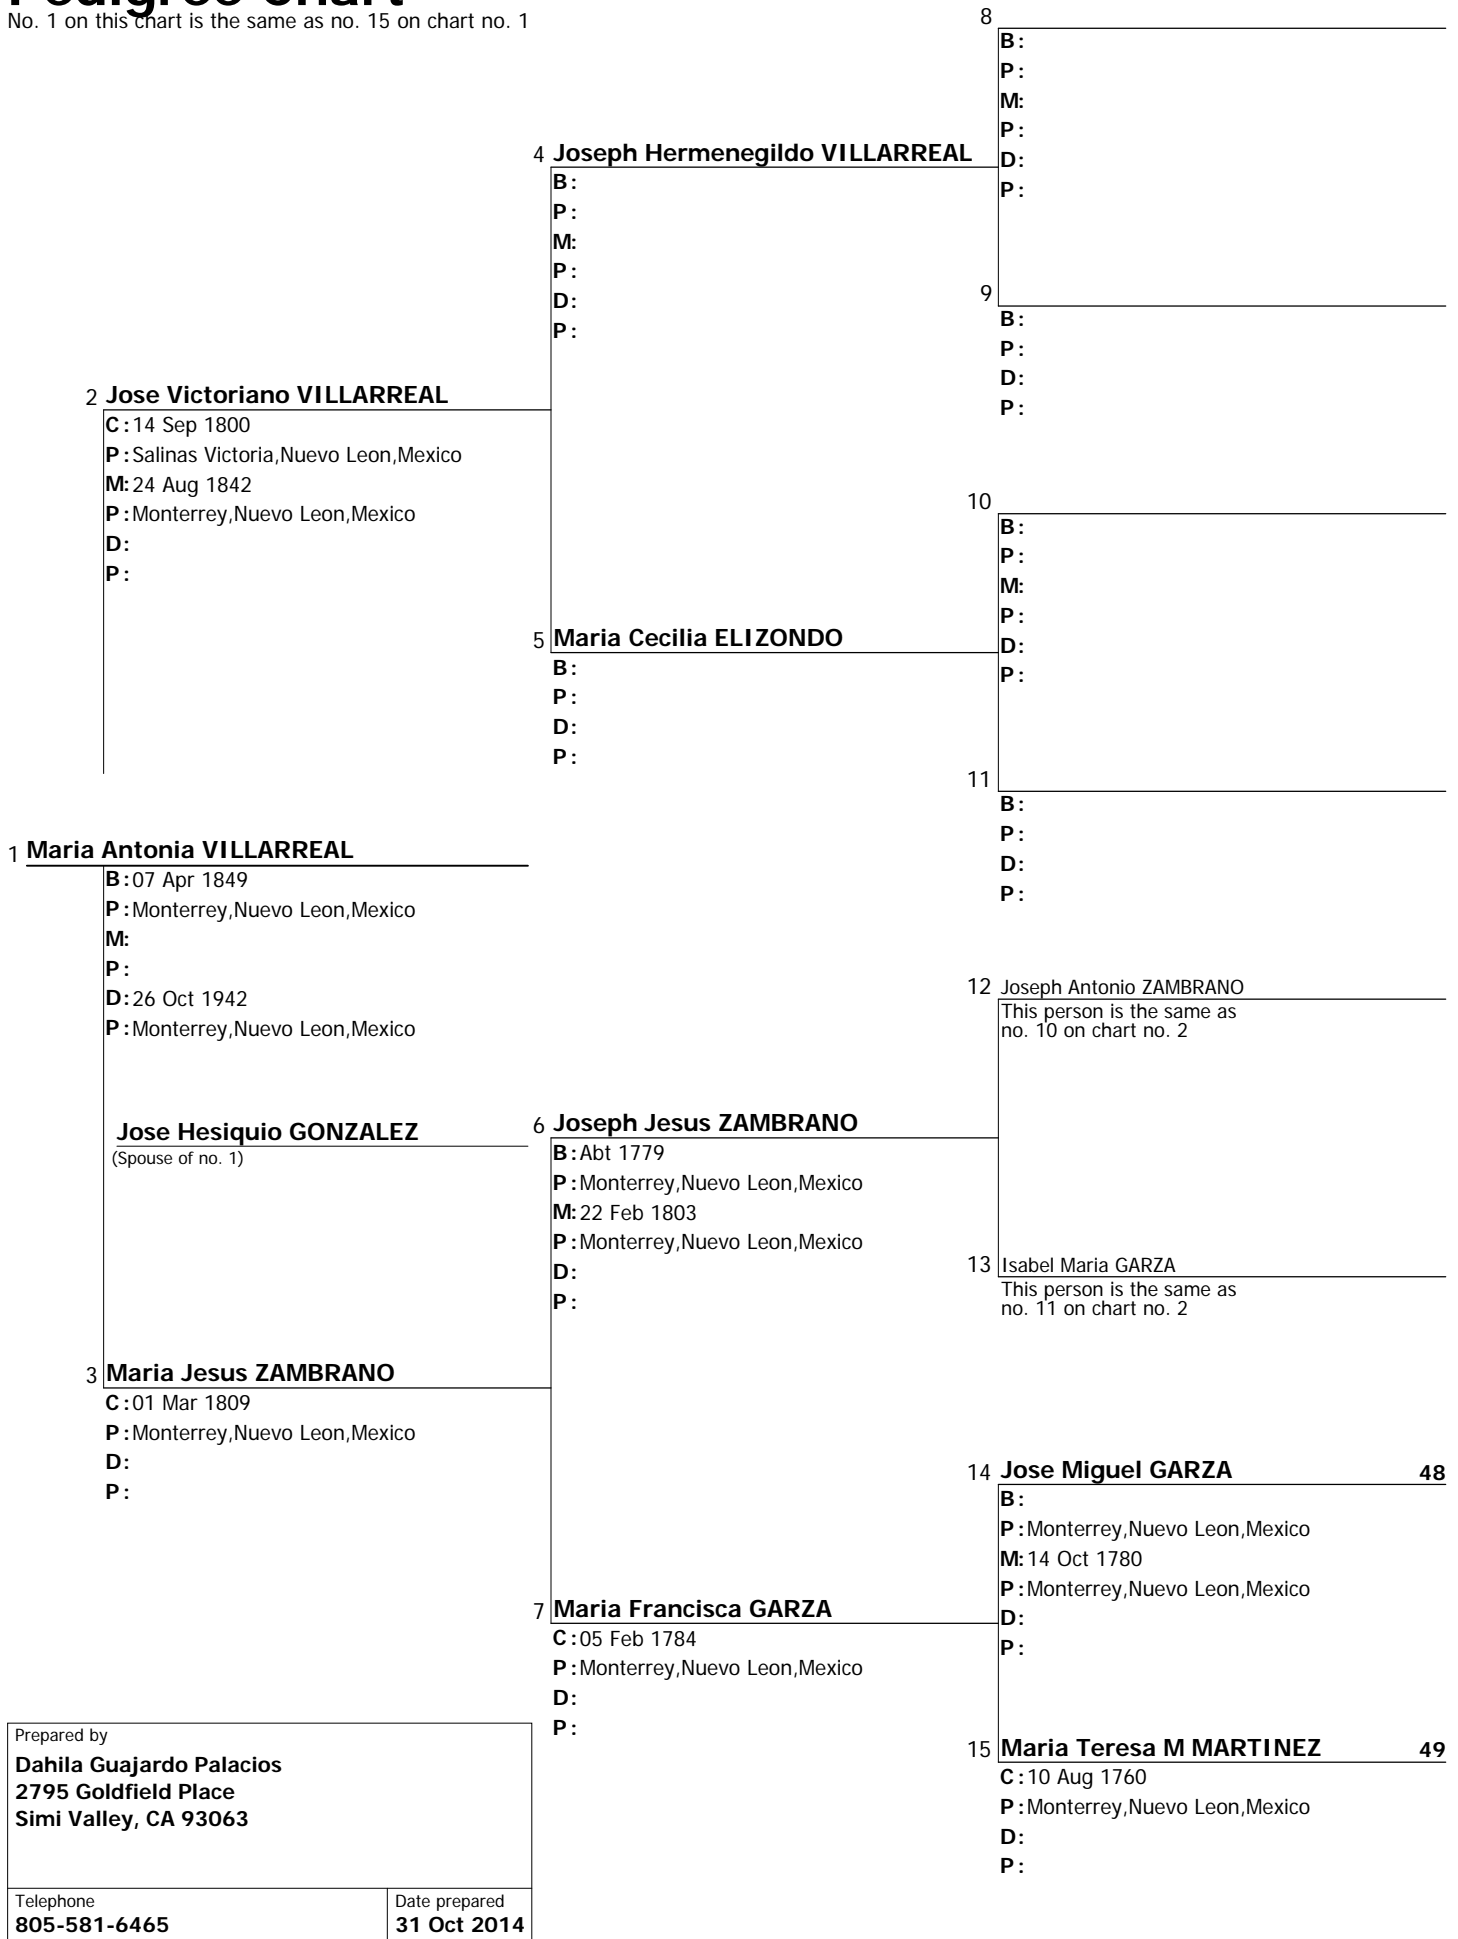 Pedigree Chart
No. 1 on this chart is the same as no. 15 on chart no. 1
8
B:
P:
M:
P:
D:
P:
4 Joseph Hermenegildo VILLARREAL
B:
P:
M:
P:
D:
P:
9
B:
P:
D:
P:
2 Jose Victoriano VILLARREAL
C: 14 Sep 1800
P: Salinas Victoria,Nuevo Leon,Mexico
M: 24 Aug 1842
P: Monterrey,Nuevo Leon,Mexico
D:
P:
10
B:
P:
M:
P:
D:
P:
5 Maria Cecilia ELIZONDO
B:
P:
D:
P:
11
B:
P:
D:
P:
1 Maria Antonia VILLARREAL
B: 07 Apr 1849
P: Monterrey,Nuevo Leon,Mexico
M:
P:
D: 26 Oct 1942
P: Monterrey,Nuevo Leon,Mexico
Jose Hesiquio GONZALEZ
(Spouse of no. 1)
12 Joseph Antonio ZAMBRANO
This person is the same as
no. 10 on chart no. 2
6 Joseph Jesus ZAMBRANO
B: Abt 1779
P: Monterrey,Nuevo Leon,Mexico
M: 22 Feb 1803
P: Monterrey,Nuevo Leon,Mexico
D:
P:
13 Isabel Maria GARZA
This person is the same as
no. 11 on chart no. 2
3 Maria Jesus ZAMBRANO
C: 01 Mar 1809
P: Monterrey,Nuevo Leon,Mexico
D:
P:
14 Jose Miguel GARZA 48
B:
P: Monterrey,Nuevo Leon,Mexico
M: 14 Oct 1780
P: Monterrey,Nuevo Leon,Mexico
D:
P:
7 Maria Francisca GARZA
C: 05 Feb 1784
P: Monterrey,Nuevo Leon,Mexico
D:
P:
15 Maria Teresa M MARTINEZ 49
C: 10 Aug 1760
P: Monterrey,Nuevo Leon,Mexico
D:
P:
Prepared by
Dahila Guajardo Palacios
2795 Goldfield Place
Simi Valley, CA 93063
Telephone
805-581-6465
Date prepared
31 Oct 2014